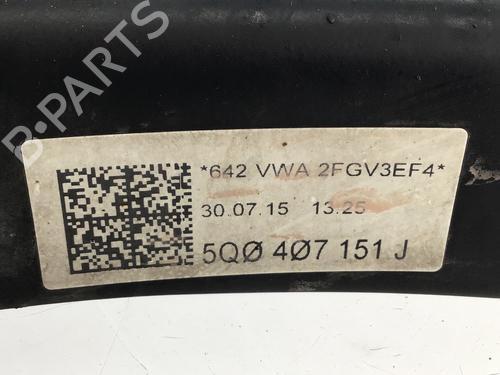 B-PARTS
*642 VWA 2FGV3EF4*
30.07.15 13.25
5QØ 4Ø7 151 J